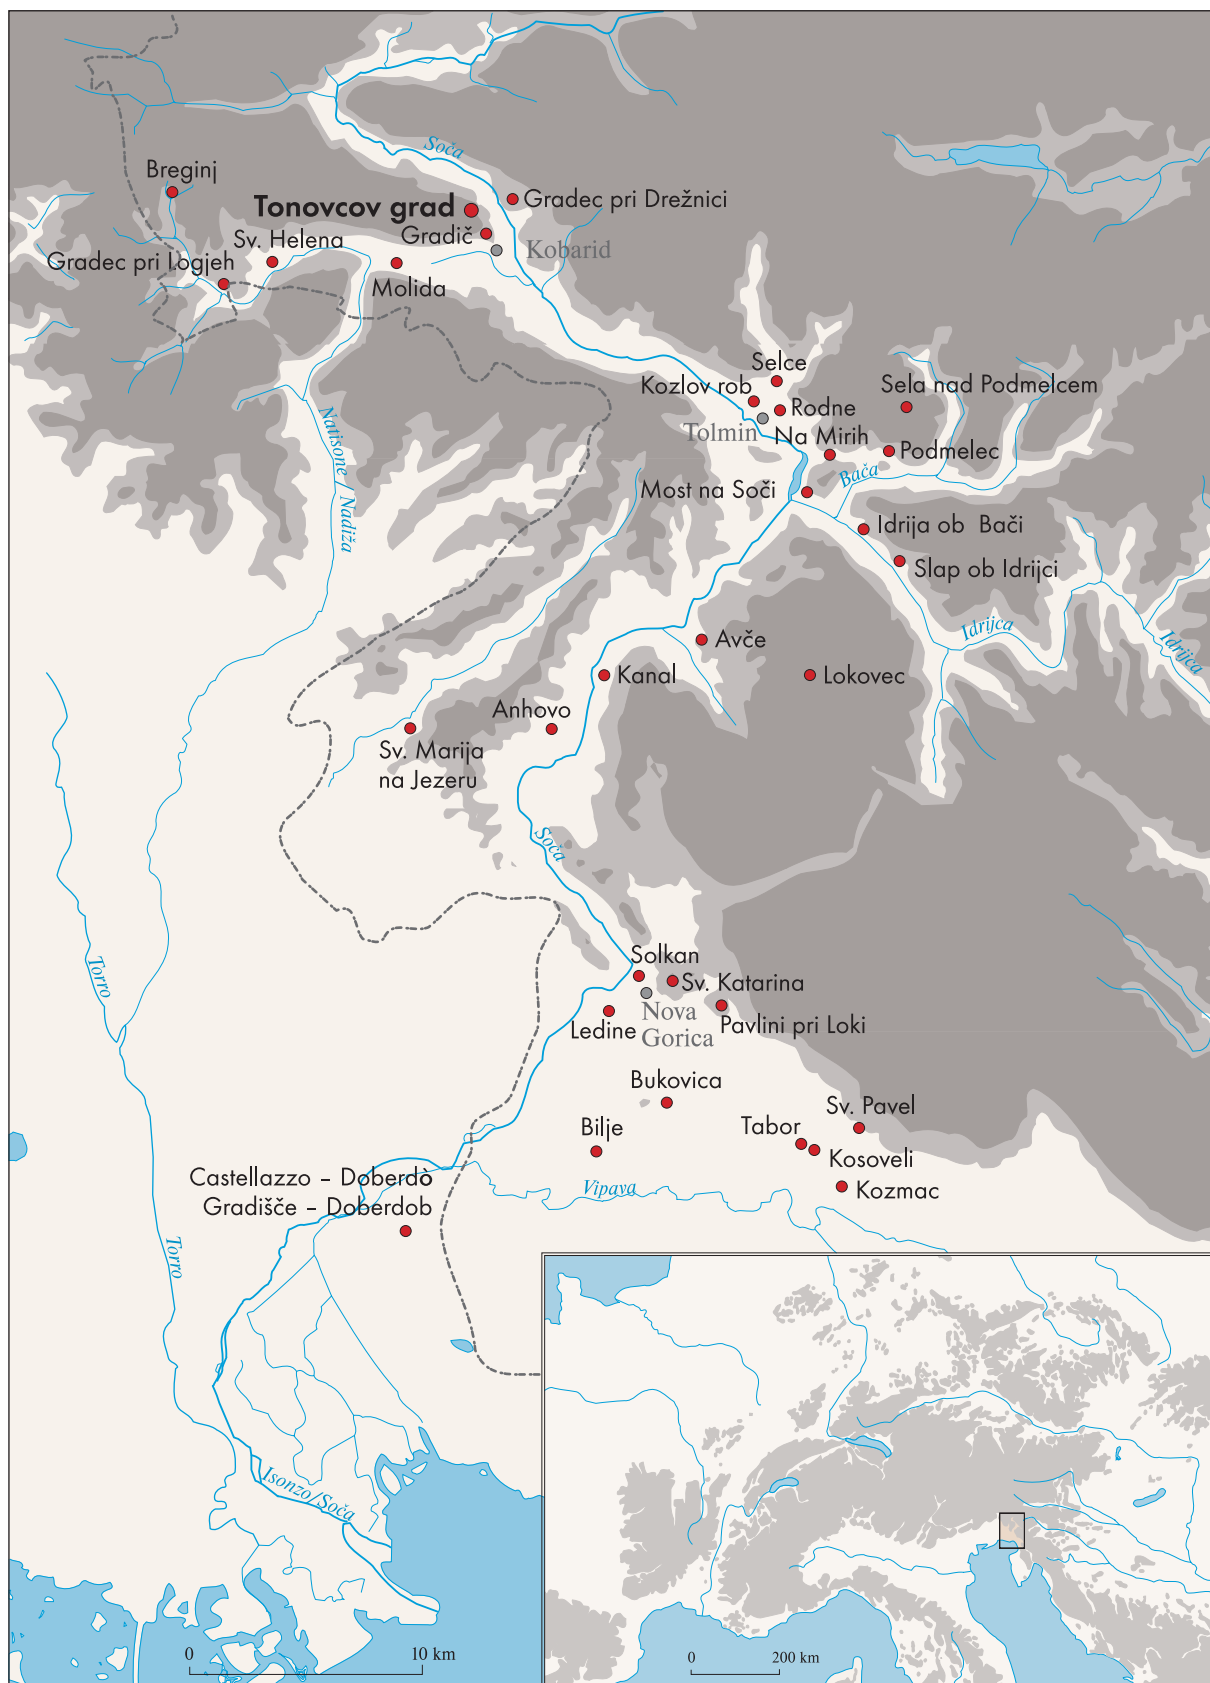 Soča
Breginj
Tonovcov grad
Gradec pri Drežnici
Gradič
Sv. Helena
Kobarid
Gradec pri Logjeh
Molida
Selce
Kozlov rob
Sela nad Podmelcem
Rodne
Natisone / Nadiža
Tolmin
Na Mirih
Podmelec
Bača
Most na Soči
Idrija ob Bači
Slap ob Idrijci
Idrijca
Idrijca
Avče
Kanal
Lokovec
Anhovo
Sv. Marija
na Jezeru
Soča
Torro
Solkan
Sv. Katarina
Nova
Gorica
Ledine
Pavlini pri Loki
Bukovica
Sv. Pavel
Bilje
Tabor
Kosoveli
Castellazzo – Doberdò
Gradišče – Doberdob
Vipava
Kozmac
Torro
Isonzo/Soča
0 10 km
0 200 km